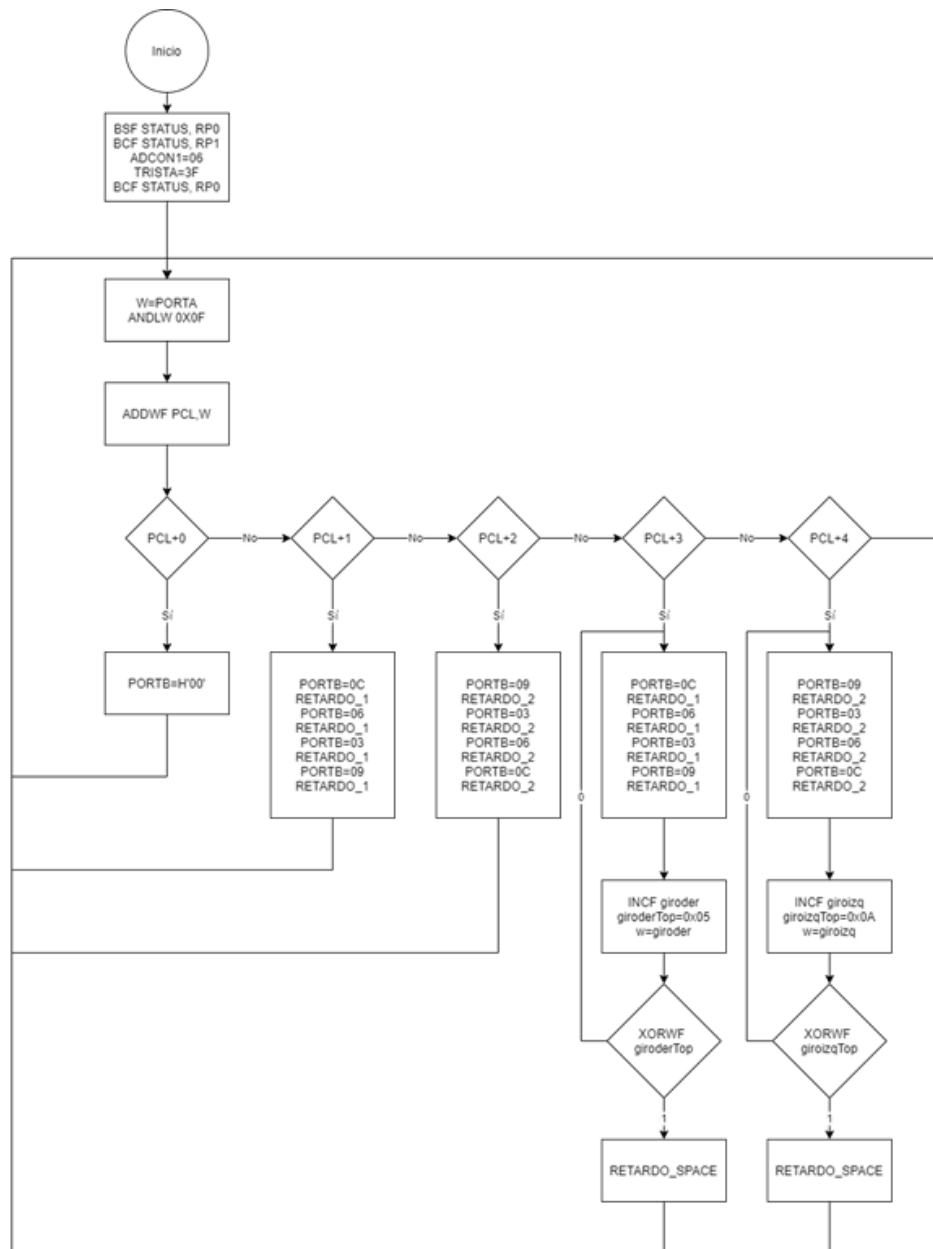 Inicio
BSF STATUS, RP0
BCF STATUS, RP1
ADCON1=06
TRISTA=3F
BCF STATUS, RP0
W=PORTA
ANDLW 0X0F
ADDWF PCL,W
PCL+0
No
PCL+1
No
PCL+2
No
PCL+3
No
PCL+4
Si
Si
Si
Si
Si
PORTB=H'00'
PORTB=0C
RETARDO_1
PORTB=06
RETARDO_1
PORTB=03
RETARDO_1
PORTB=09
RETARDO_1
PORTB=09
RETARDO_2
PORTB=03
RETARDO_2
PORTB=06
RETARDO_2
PORTB=0C
RETARDO_2
PORTB=0C
RETARDO_1
PORTB=06
RETARDO_1
PORTB=03
RETARDO_1
PORTB=09
RETARDO_1
PORTB=09
RETARDO_2
PORTB=03
RETARDO_2
PORTB=06
RETARDO_2
PORTB=0C
RETARDO_2
0
0
INCF giroder
giroderTop=0x05
w=giroder
INCF giroizq
giroizqTop=0x0A
w=giroizq
XORWF
giroderTop
XORWF
giroizqTop
1
1
RETARDO_SPACE
RETARDO_SPACE